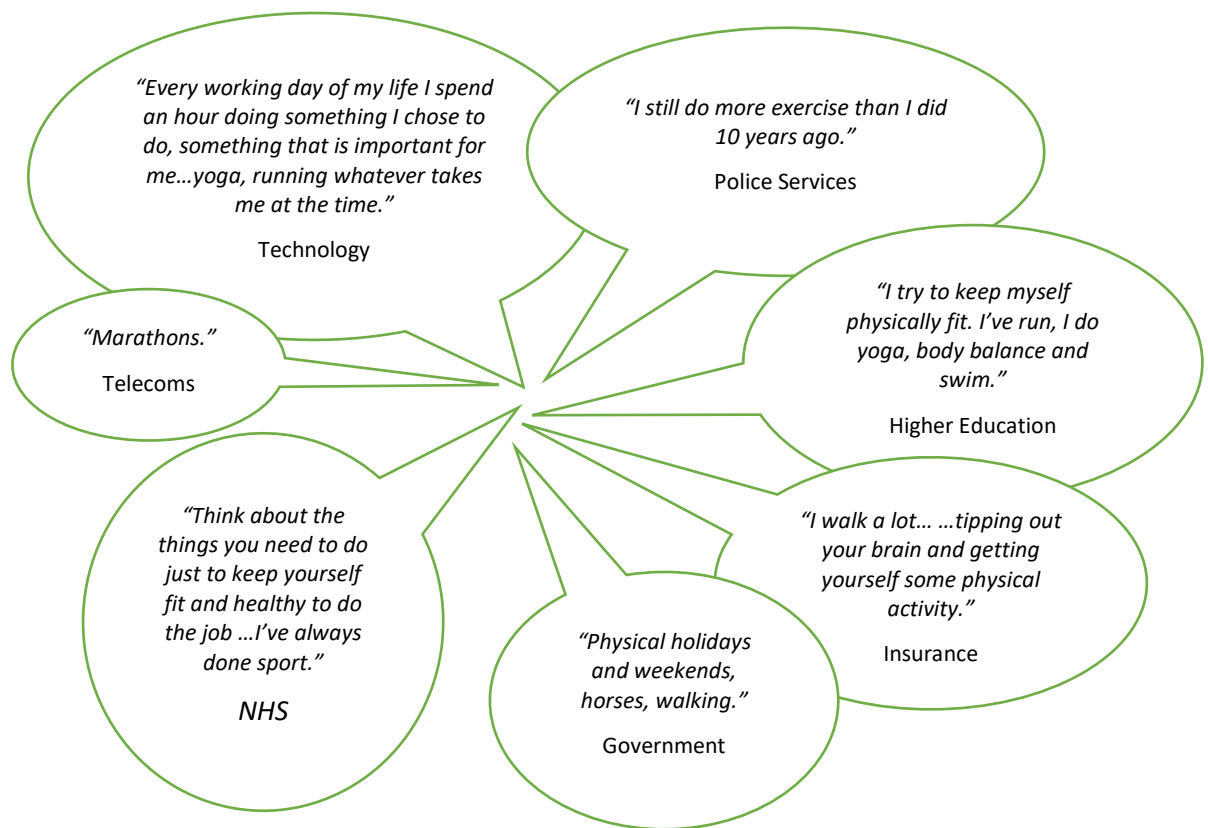 “Every working day of my life I spend
an hour doing something I chose to
do, something that is important for
me…yoga, running whatever takes
me at the time.”
Technology
“I still do more exercise than I did
10 years ago.”
Police Services
“I try to keep myself
physically fit. I’ve run, I do
yoga, body balance and
swim.”
Higher Education
“Marathons.”
Telecoms
“Think about the
things you need to do
just to keep yourself
fit and healthy to do
the job …I’ve always
done sport.”
NHS
“I walk a lot… …tipping out
your brain and getting
yourself some physical
activity.”
Insurance
“Physical holidays
and weekends,
horses, walking.”
Government